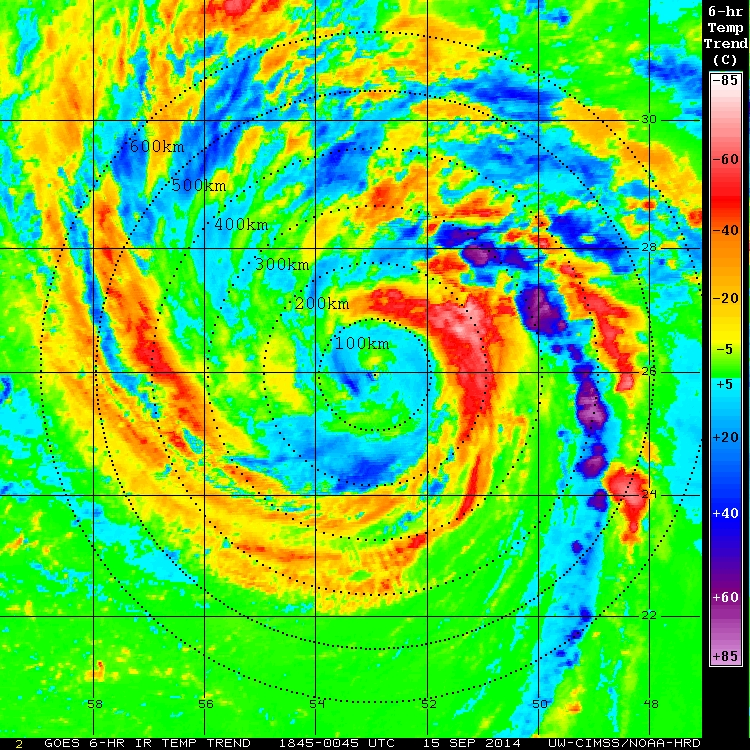 6-hr
Temp
Trend
(C)
-85
-60
-40
-20
-5
+5
+20
+40
+60
+85
30
28
26
24
22
600km
500km
400km
300km
200km
100km
58 56 54 52 50 48
2 GOES 6-HR IR TEMP TREND 1845-0045 UTC 15 SEP 2014 UW-CIMSS/NOAA-HRD